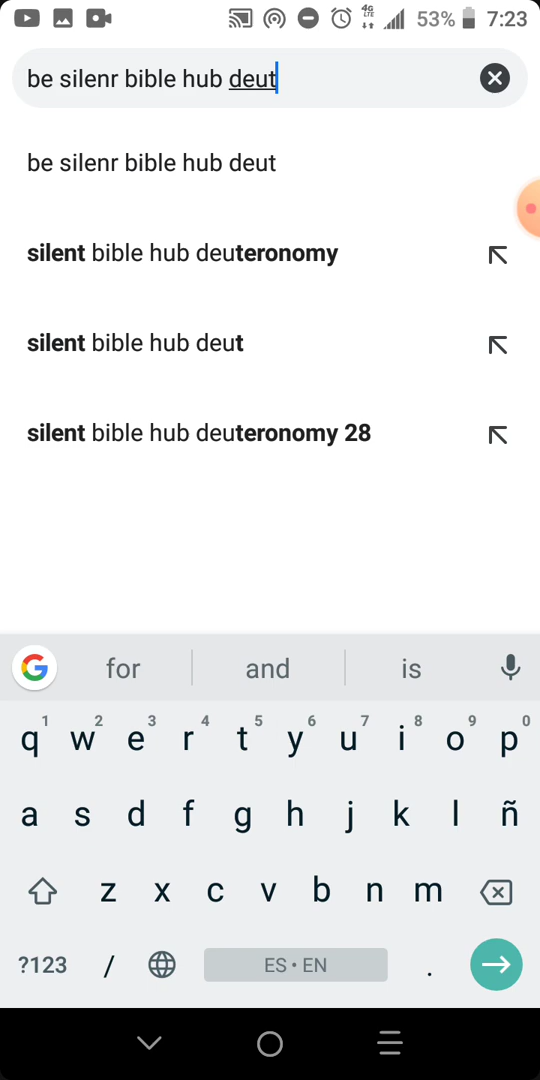 4G LTE 53% 7:23
be silenr bible hub deut
be silenr bible hub deut
silent bible hub deuteronomy
silent bible hub deut
silent bible hub deuteronomy 28
G for and is
1 2 3 4 5 6 7 8 9 0
q w e r t y u i o p
a s d f g h j k l ñ
z x c v b n m
?123 / ES • EN .